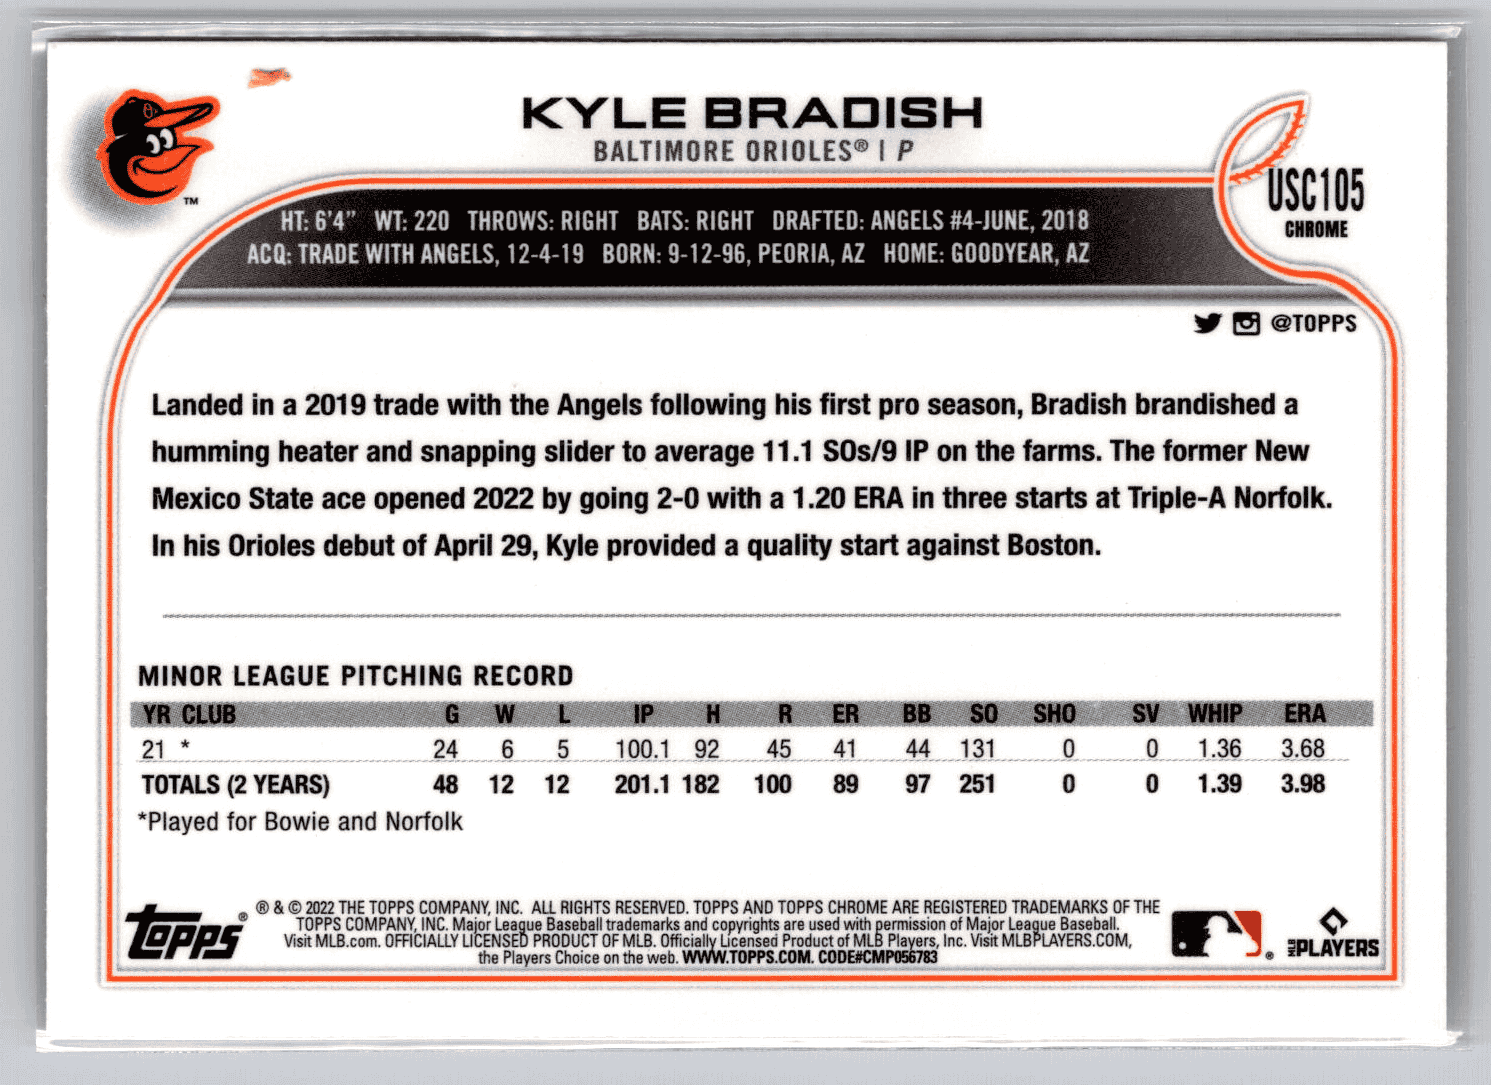 KYLE BRADISH
BALTIMORE ORIOLES® | P
USC105
CHROME
TM
HT: 6'4" WT: 220 THROWS: RIGHT BATS: RIGHT DRAFTED: ANGELS #4-JUNE, 2018
ACQ: TRADE WITH ANGELS, 12-4-19 BORN: 9-12-96, PEORIA, AZ HOME: GOODYEAR, AZ
@TOPPS
Landed in a 2019 trade with the Angels following his first pro season, Bradish brandished a
humming heater and snapping slider to average 11.1 SOs/9 IP on the farms. The former New
Mexico State ace opened 2022 by going 2-0 with a 1.20 ERA in three starts at Triple-A Norfolk.
In his Orioles debut of April 29, Kyle provided a quality start against Boston.
MINOR LEAGUE PITCHING RECORD
YR CLUB G W L IP H R ER BB SO SHO SV WHIP ERA
21 * 24 6 5 100.1 92 45 41 44 131 0 0 1.36 3.68
TOTALS (2 YEARS) 48 12 12 201.1 182 100 89 97 251 0 0 1.39 3.98
*Played for Bowie and Norfolk
Topps®
® & © 2022 THE TOPPS COMPANY, INC. ALL RIGHTS RESERVED. TOPPS AND TOPPS CHROME ARE REGISTERED TRADEMARKS OF THE
TOPPS COMPANY, INC. Major League Baseball trademarks and copyrights are used with permission of Major League Baseball.
Visit MLB.com. OFFICIALLY LICENSED PRODUCT OF MLB. Officially Licensed Product of MLB Players, Inc. Visit MLBPLAYERS.COM,
the Players Choice on the web. WWW.TOPPS.COM. CODE#CMP056783
®
MLB PLAYERS